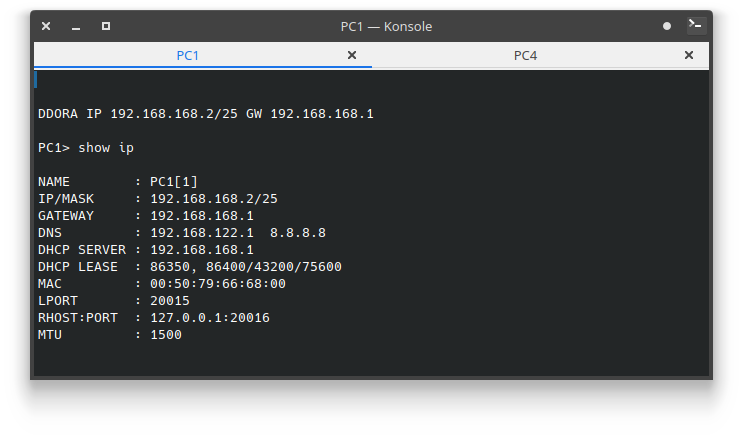 PC1 — Konsole
PC1
PC4
DDORA IP 192.168.168.2/25 GW 192.168.168.1
PC1> show ip
NAME        : PC1[1]
IP/MASK     : 192.168.168.2/25
GATEWAY     : 192.168.168.1
DNS         : 192.168.122.1  8.8.8.8
DHCP SERVER : 192.168.168.1
DHCP LEASE  : 86350, 86400/43200/75600
MAC         : 00:50:79:66:68:00
LPORT       : 20015
RHOST:PORT  : 127.0.0.1:20016
MTU         : 1500